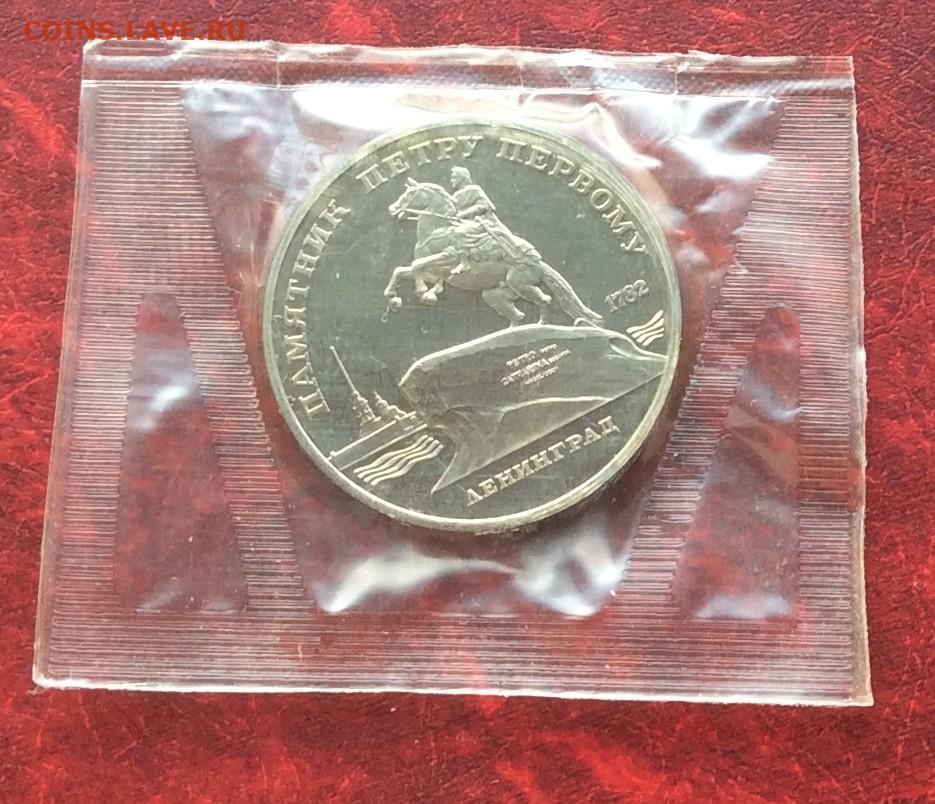 COINS.LAVE.RU
ПАМЯТНИК ПЕТРУ ПЕРВОМУ
1782
ЛЕНИНГРАД